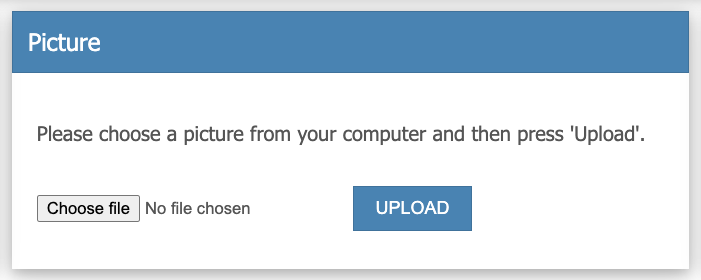 Picture
Please choose a picture from your computer and then press 'Upload'.
Choose file No file chosen UPLOAD